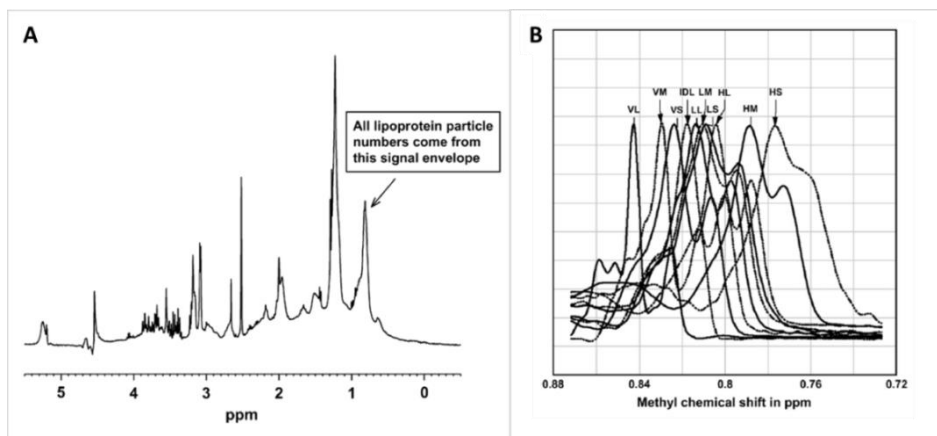 A
All lipoprotein particle
numbers come from
this signal envelope
5 4 3 2 1 0
ppm
B
VL VM VS IDL LL LM LS HL HM HS
0.88 0.84 0.8 0.76 0.72
Methyl chemical shift in ppm